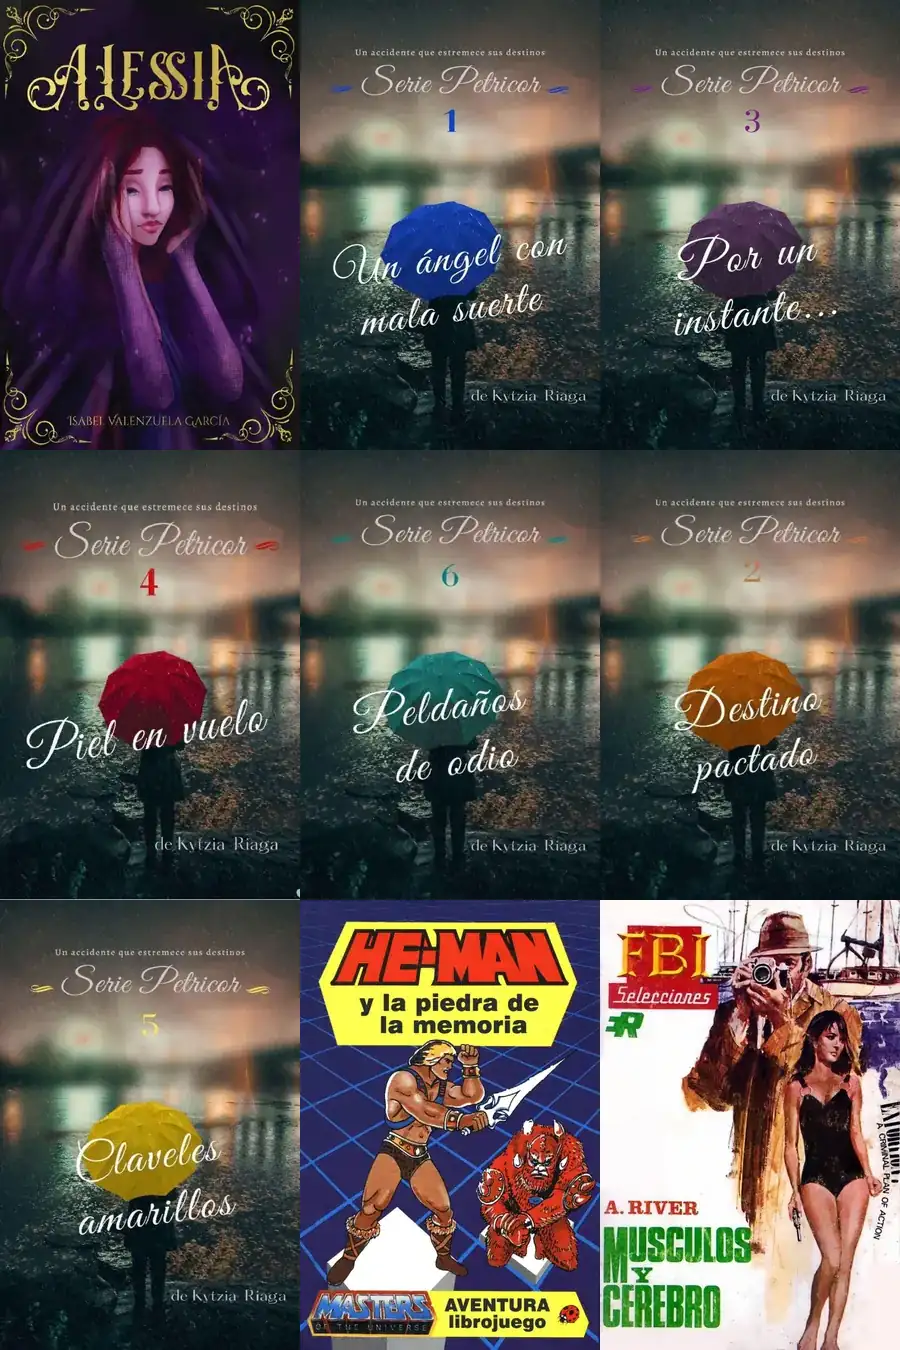 ALESSIA
ISABEL VALENZUELA GARCÍA
Un accidente que estremece sus destinos
Serie Petricor
1
Un ángel con
mala suerte
de Kytzia Riaga
Un accidente que estremece sus destinos
Serie Petricor
3
Por un
instante...
de Kytzia Riaga
Un accidente que estremece sus destinos
Serie Petricor
4
Piel en vuelo
de Kytzia Riaga
Un accidente que estremece sus destinos
Serie Petricor
6
Peldaños
de odio
de Kytzia Riaga
Un accidente que estremece sus destinos
Serie Petricor
2
Destino
pactado
de Kytzia Riaga
Un accidente que estremece sus destinos
Serie Petricor
5
Claveles
amarillos
de Kytzia Riaga
HE-MAN
y la piedra de
la memoria
MASTERS
OF THE UNIVERSE
AVENTURA
librojuego
FBI
Selecciones
A. RIVER
MUSCULOS
Y
CEREBRO
A CRIMINAL PLAN OF ACTION